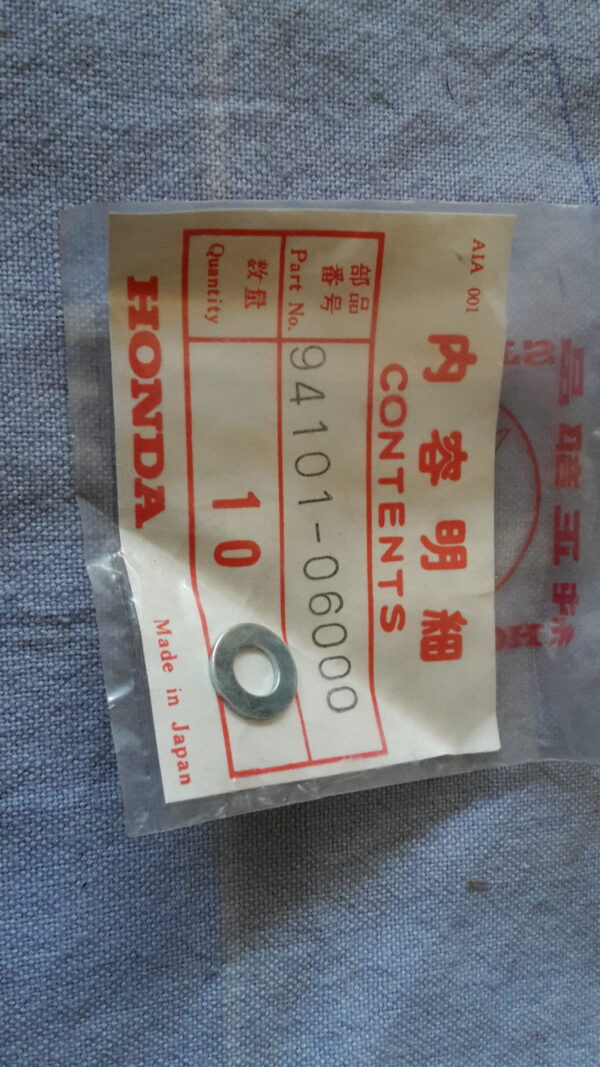 AIA 001
内容明細
CONTENTS
部品
番号
Part No.
94101-06000
数量
Quantity
10
HONDA
Made in Japan